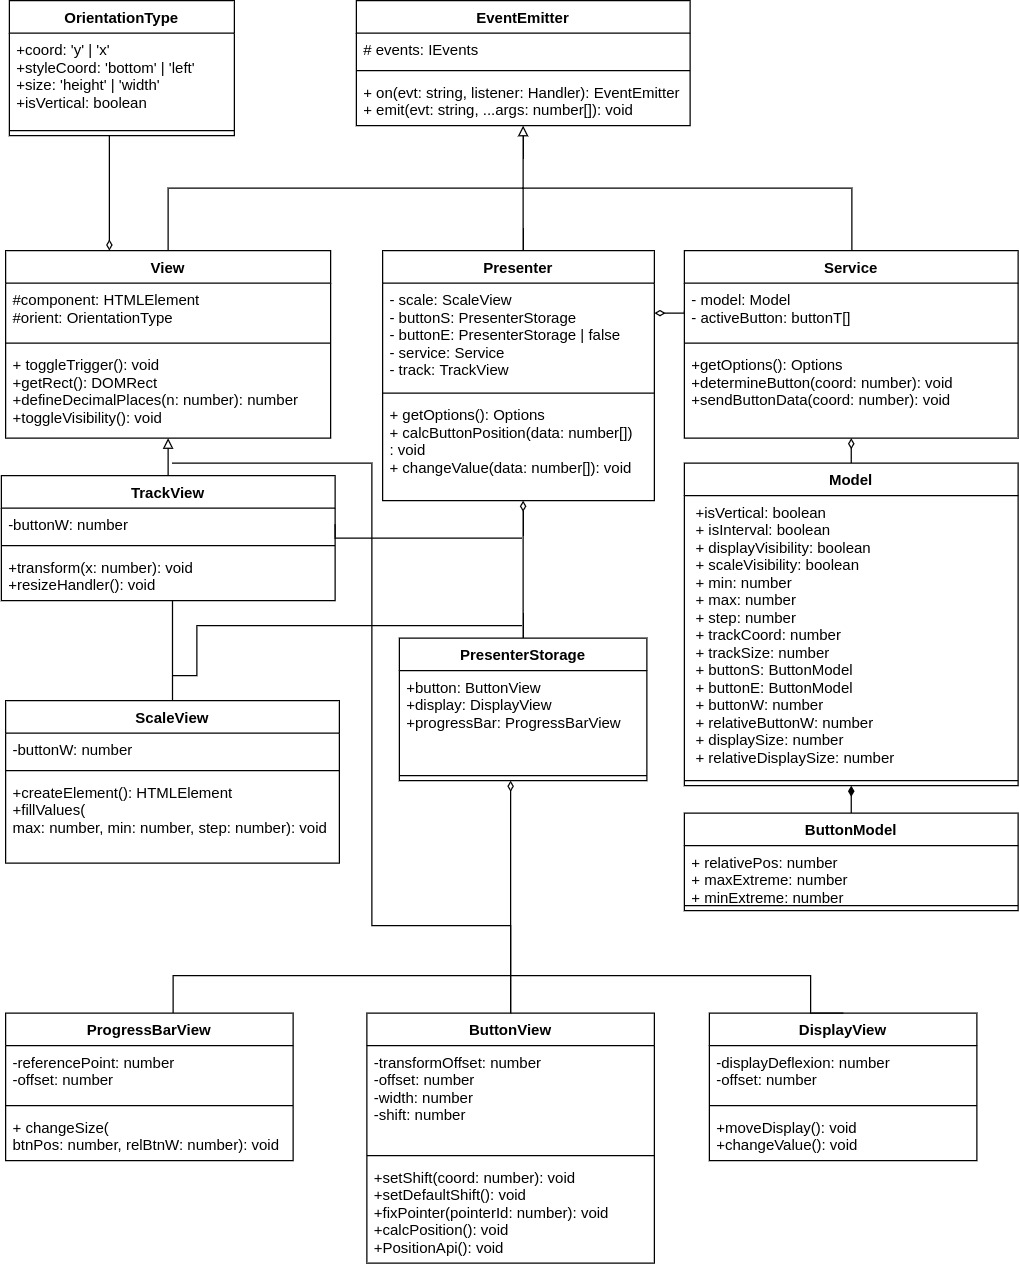 OrientationType
+coord: 'y' | 'x'
+styleCoord: 'bottom' | 'left'
+size: 'height' | 'width'
+isVertical: boolean
EventEmitter
# events: IEvents
+ on(evt: string, listener: Handler): EventEmitter
+ emit(evt: string, ...args: number[]): void
View
#component: HTMLElement
#orient: OrientationType
+ toggleTrigger(): void
+getRect(): DOMRect
+defineDecimalPlaces(n: number): number
+toggleVisibility(): void
Presenter
- scale: ScaleView
- buttonS: PresenterStorage
- buttonE: PresenterStorage | false
- service: Service
- track: TrackView
+ getOptions(): Options
+ calcButtonPosition(data: number[])
: void
+ changeValue(data: number[]): void
Service
- model: Model
- activeButton: buttonT[]
+getOptions(): Options
+determineButton(coord: number): void
+sendButtonData(coord: number): void
TrackView
-buttonW: number
+transform(x: number): void
+resizeHandler(): void
Model
+isVertical: boolean
+ isInterval: boolean
+ displayVisibility: boolean
+ scaleVisibility: boolean
+ min: number
+ max: number
+ step: number
+ trackCoord: number
+ trackSize: number
+ buttonS: ButtonModel
+ buttonE: ButtonModel
+ buttonW: number
+ relativeButtonW: number
+ displaySize: number
+ relativeDisplaySize: number
PresenterStorage
+button: ButtonView
+display: DisplayView
+progressBar: ProgressBarView
ScaleView
-buttonW: number
+createElement(): HTMLElement
+fillValues(
max: number, min: number, step: number): void
ButtonModel
+ relativePos: number
+ maxExtreme: number
+ minExtreme: number
ProgressBarView
-referencePoint: number
-offset: number
+ changeSize(
btnPos: number, relBtnW: number): void
ButtonView
-transformOffset: number
-offset: number
-width: number
-shift: number
+setShift(coord: number): void
+setDefaultShift(): void
+fixPointer(pointerId: number): void
+calcPosition(): void
+PositionApi(): void
DisplayView
-displayDeflexion: number
-offset: number
+moveDisplay(): void
+changeValue(): void